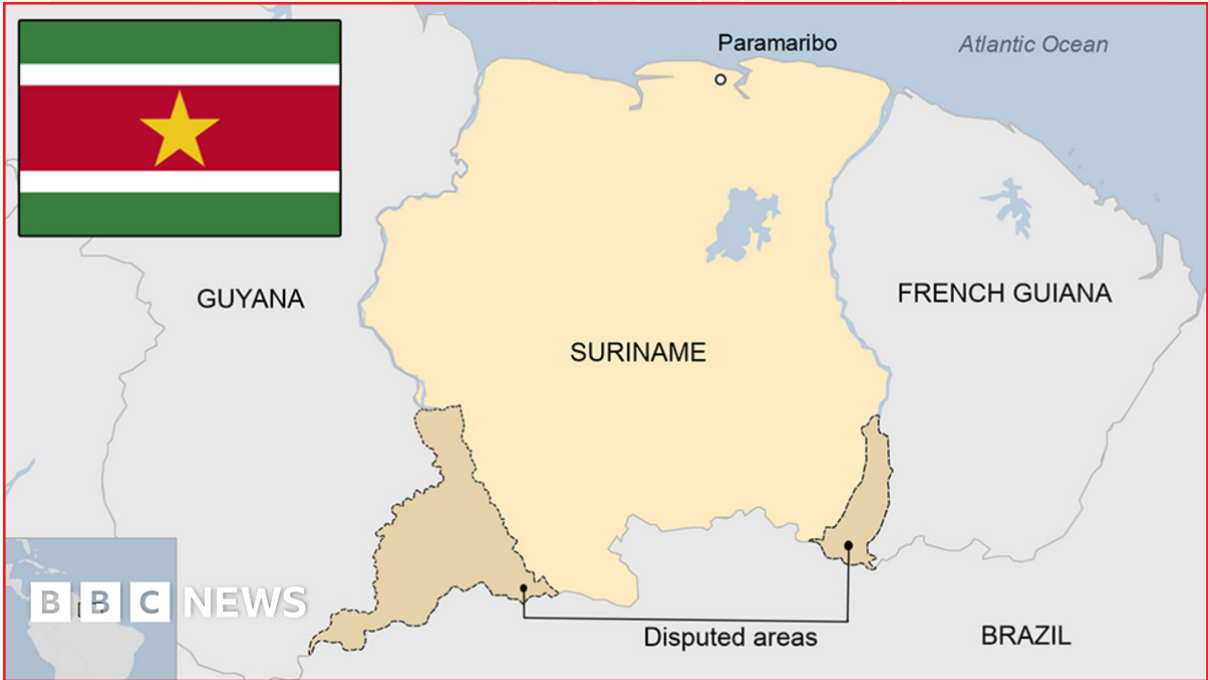 Paramaribo
Atlantic Ocean
GUYANA
FRENCH GUIANA
SURINAME
BBC NEWS
Disputed areas
BRAZIL